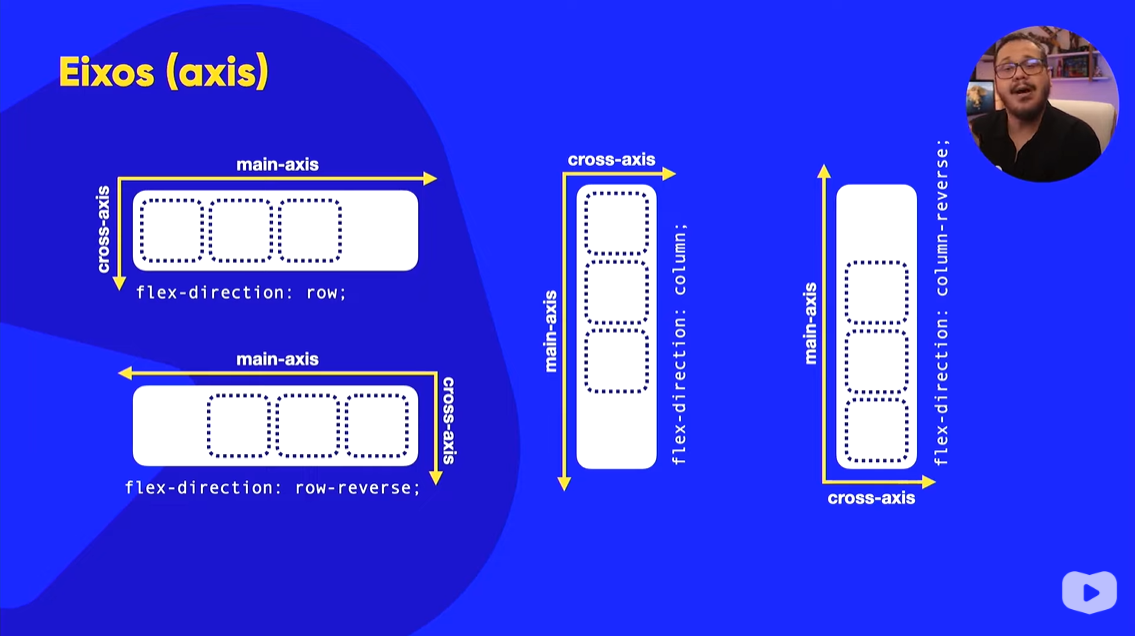 Eixos (axis)
main-axis
cross-axis
flex-direction: row;
main-axis
cross-axis
flex-direction: row-reverse;
cross-axis
main-axis
flex-direction: column;
main-axis
flex-direction: column-reverse;
cross-axis